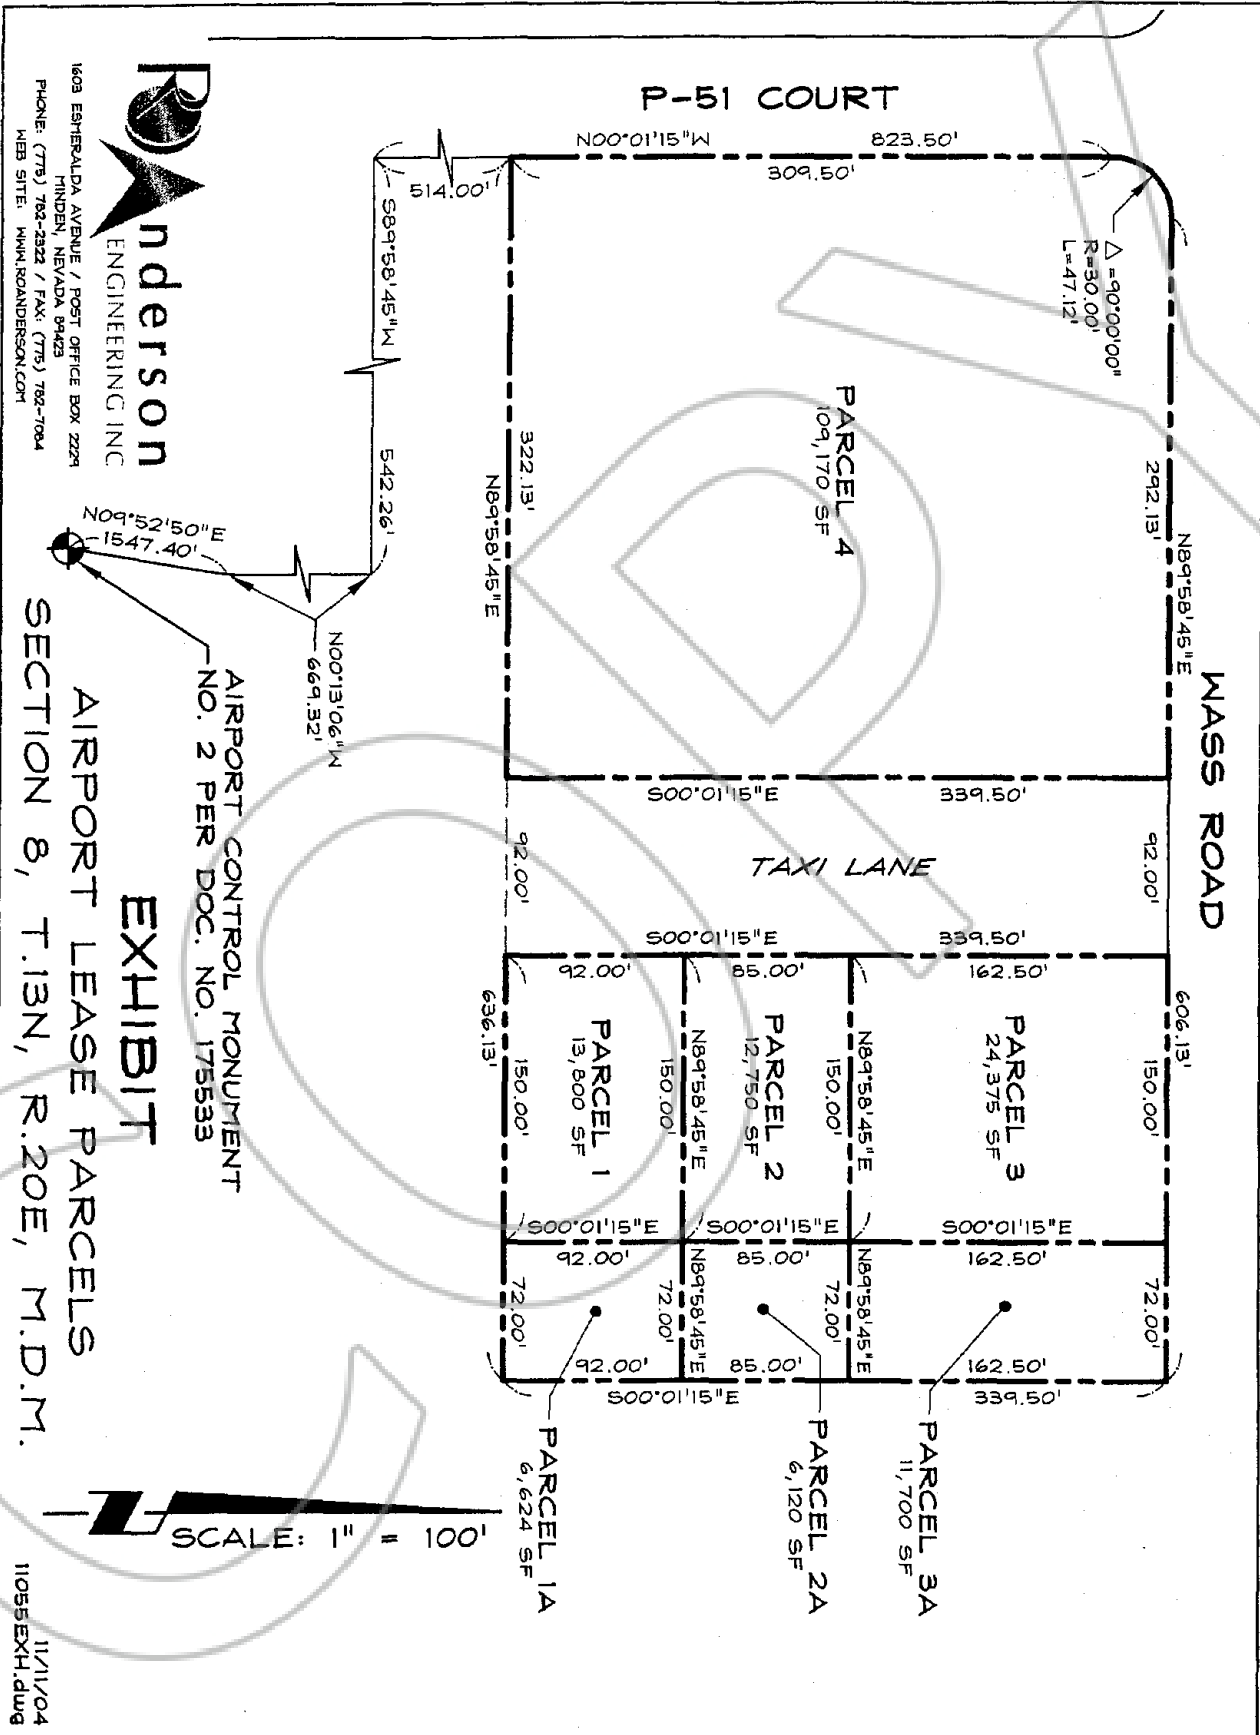 WASS ROAD
P-51 COURT
N00°01'15"W
823.50'
309.50'
514.00'
△ =90°00'00"
R=30.00'
L=47.12'
292.13'
N89°58'45"E
PARCEL 4
109,170 SF
322.13'
N89°58'45"E
S00°01'15"E
339.50'
TAXI LANE
92.00'
92.00'
S00°01'15"E
339.50'
606.13'
636.13'
162.50'
85.00'
92.00'
PARCEL 3
24,375 SF
150.00'
N89°58'45"E
150.00'
PARCEL 2
12,750 SF
N89°58'45"E
150.00'
PARCEL 1
13,800 SF
150.00'
S00°01'15"E
162.50'
S00°01'15"E
85.00'
S00°01'15"E
92.00'
72.00'
N89°58'45"E
72.00'
N89°58'45"E
72.00'
72.00'
162.50'
339.50'
85.00'
92.00'
S00°01'15"E
PARCEL 3A
11,700 SF
PARCEL 2A
6,120 SF
PARCEL 1A
6,624 SF
S89°58'45"W
542.26'
N00°13'06"W
669.32'
N09°52'50"E
1547.40'
AIRPORT CONTROL MONUMENT
NO. 2 PER DOC. NO. 175533
EXHIBIT
AIRPORT LEASE PARCELS
SECTION 8, T.13N, R.20E, M.D.M.
SCALE: 1" = 100'
RO Anderson
ENGINEERING INC
1603 ESMERALDA AVENUE / POST OFFICE BOX 2229
MINDEN, NEVADA 89423
PHONE: (775) 782-2322 / FAX: (775) 782-7084
WEB SITE: WWW.ROANDERSON.COM
11/11/04
11055EXH.dwg
COPY